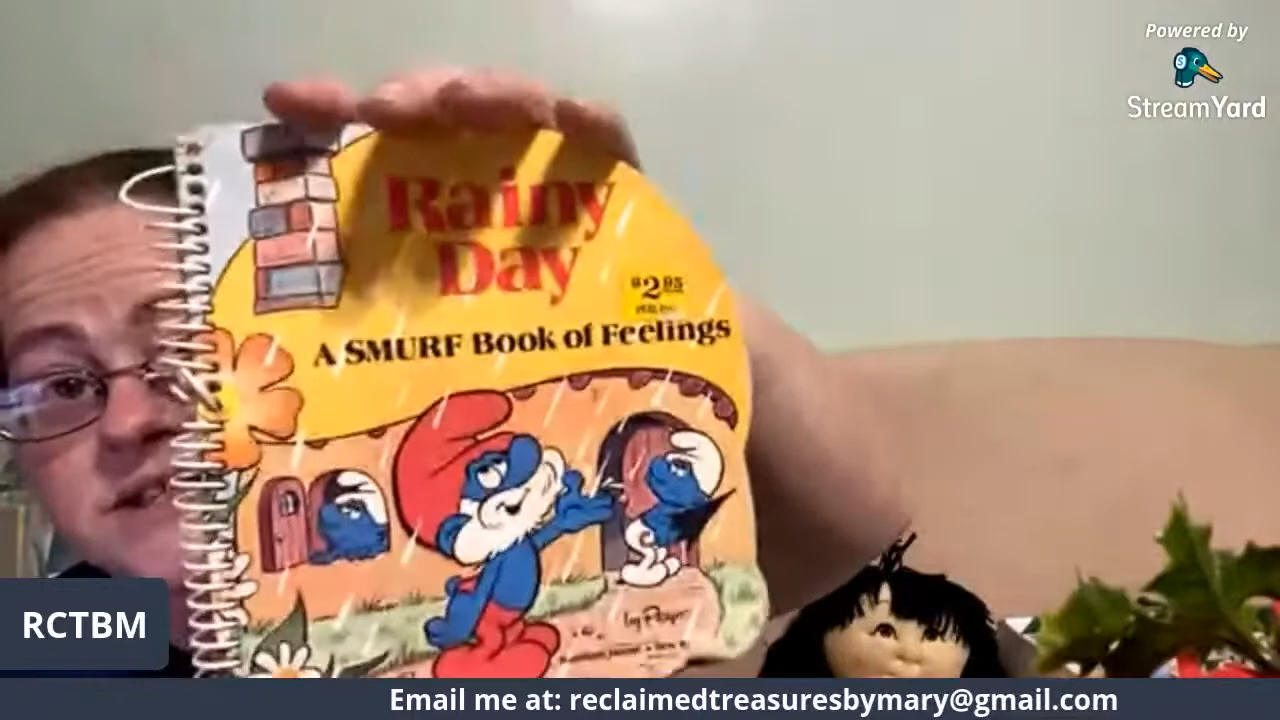 Powered by
StreamYard
Rainy
Day
$2.95
A SMURF Book of Feelings
by Peyo
RCTBM
Email me at: reclaimedtreasuresbymary@gmail.com